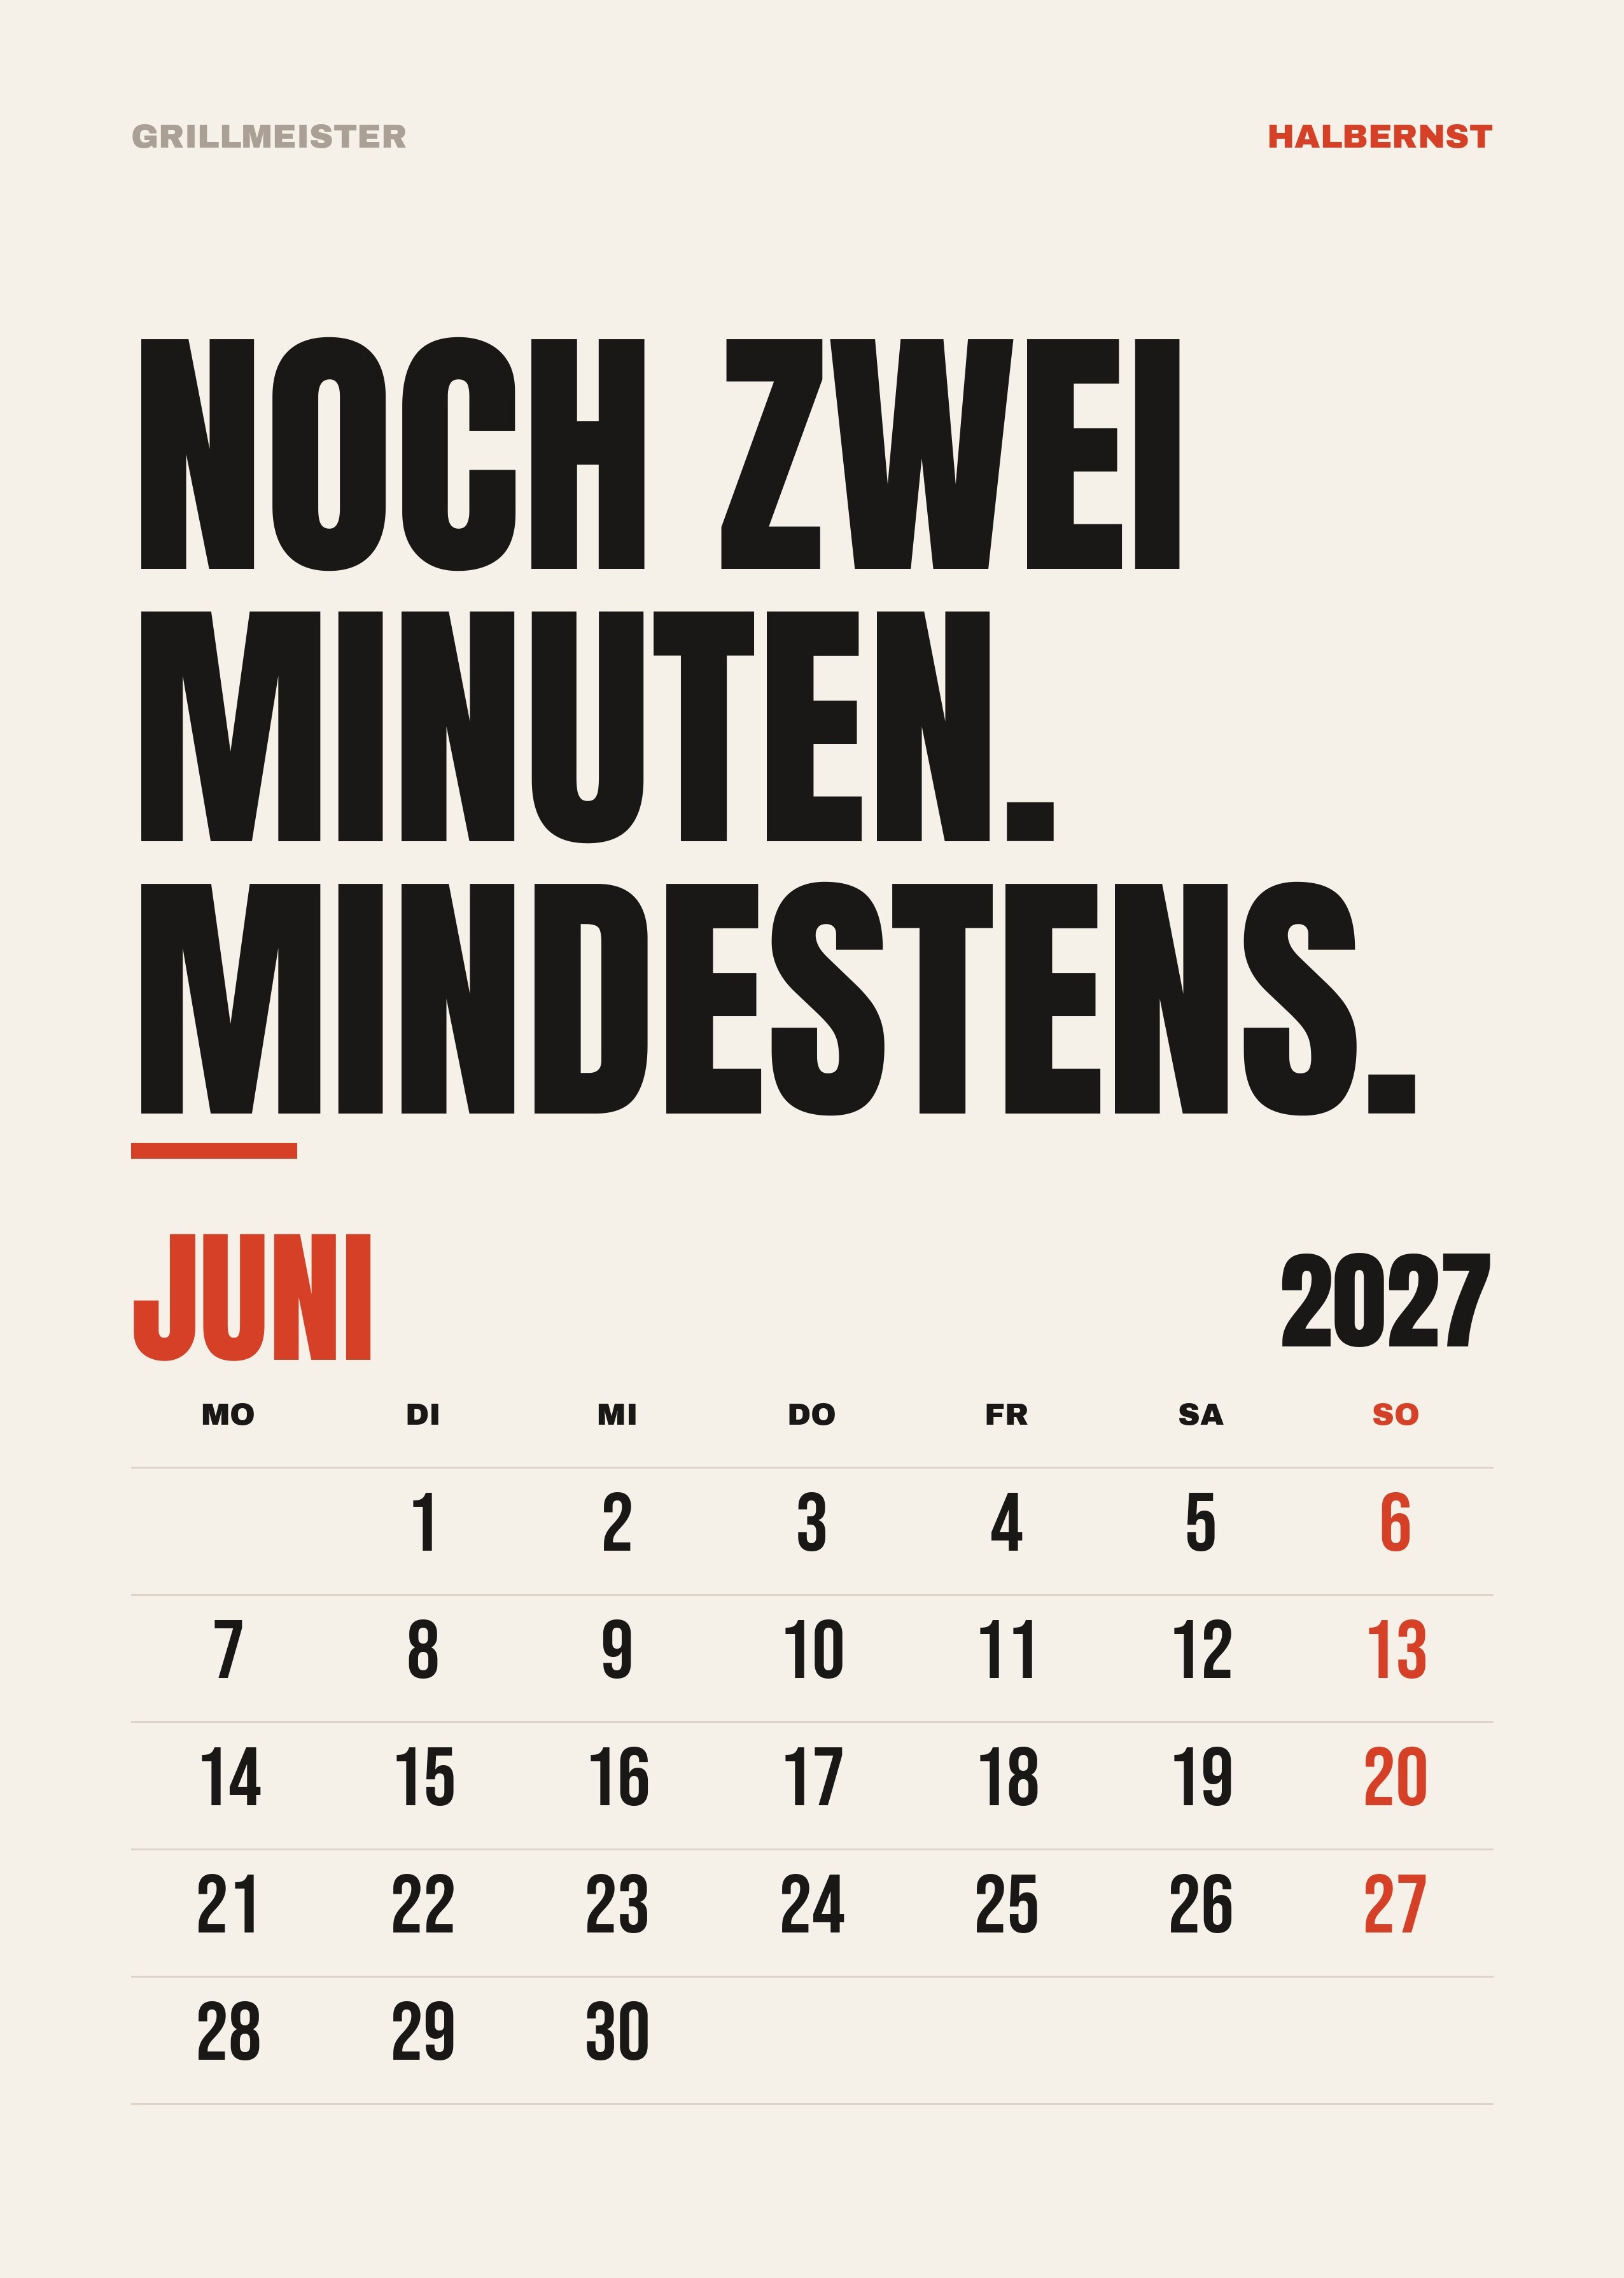 GRILLMEISTER HALBERNST
NOCH ZWEI
MINUTEN.
MINDESTENS.
JUNI 2027
MO DI MI DO FR SA SO
1 2 3 4 5 6
7 8 9 10 11 12 13
14 15 16 17 18 19 20
21 22 23 24 25 26 27
28 29 30